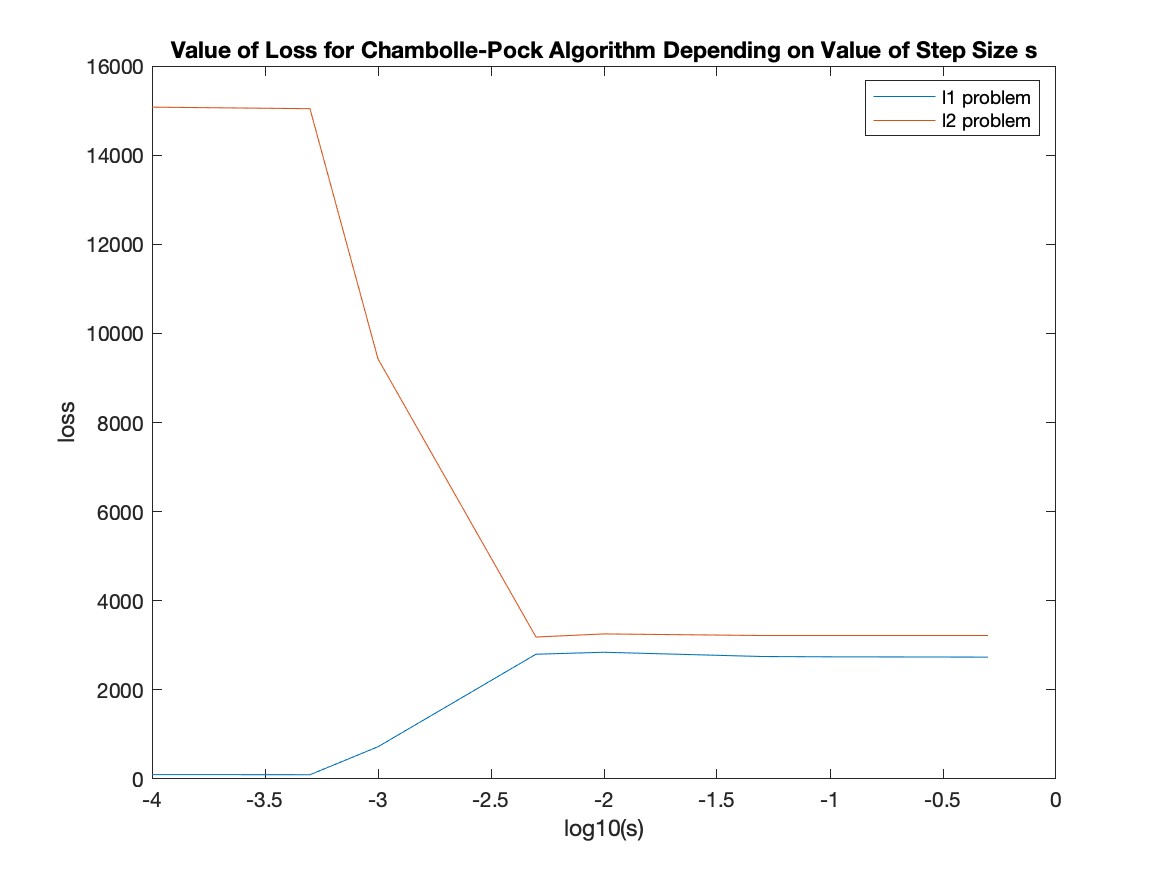 Value of Loss for Chambolle-Pock Algorithm Depending on Value of Step Size s
l1 problem
l2 problem
16000
14000
12000
10000
8000
6000
4000
2000
0
loss
-4 -3.5 -3 -2.5 -2 -1.5 -1 -0.5 0
log10(s)